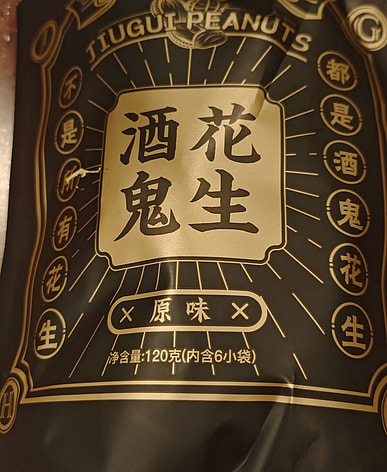 JIUGUI PEANUTS
G
不是所有花生
都是酒鬼花生
酒鬼
花生
原味
净含量:120克(内含6小袋)
H